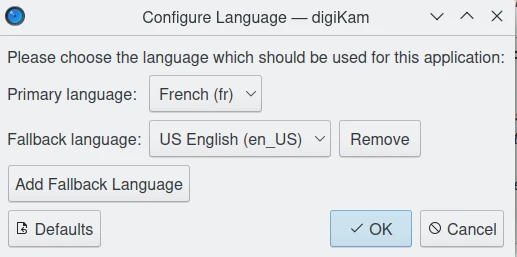 Configure Language — digiKam
Please choose the language which should be used for this application:
Primary language: French (fr)
Fallback language: US English (en_US) Remove
Add Fallback Language
Defaults OK Cancel